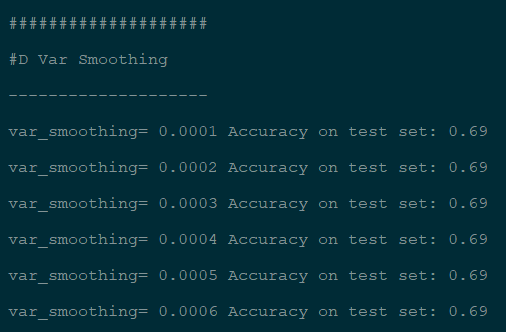 ####################
#D Var Smoothing
--------------------
var_smoothing= 0.0001 Accuracy on test set: 0.69
var_smoothing= 0.0002 Accuracy on test set: 0.69
var_smoothing= 0.0003 Accuracy on test set: 0.69
var_smoothing= 0.0004 Accuracy on test set: 0.69
var_smoothing= 0.0005 Accuracy on test set: 0.69
var_smoothing= 0.0006 Accuracy on test set: 0.69